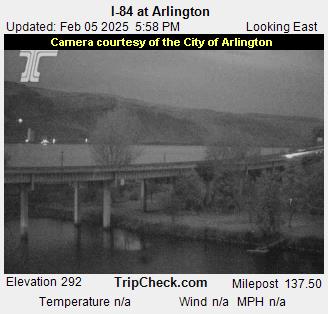 I-84 at Arlington
Updated: Feb 05 2025 5:58 PM Looking East
Camera courtesy of the City of Arlington
Elevation 292 TripCheck.com Milepost 137.50
Temperature n/a Wind n/a MPH n/a